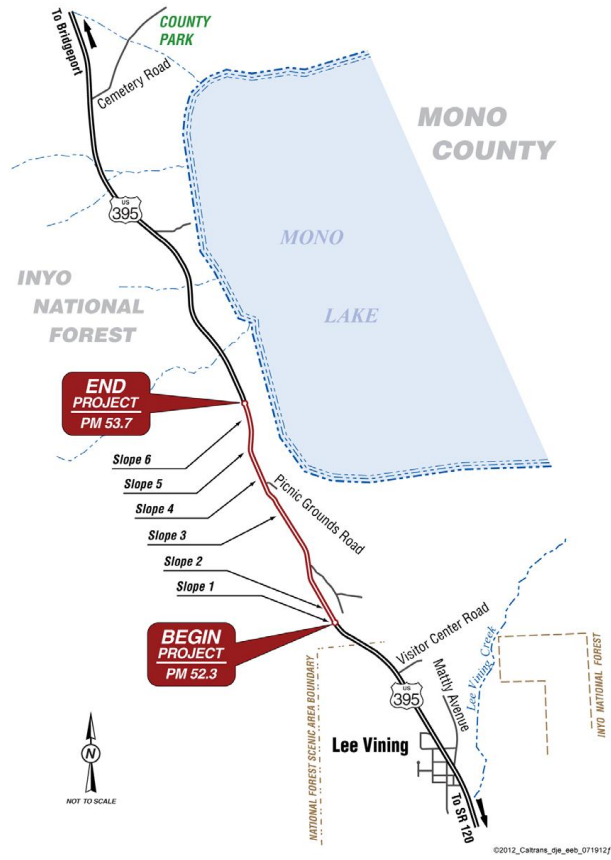 To Bridgeport
COUNTY
PARK
Cemetery Road
MONO
COUNTY
US
395
MONO
LAKE
INYO
NATIONAL
FOREST
END
PROJECT
PM 53.7
Slope 6
Slope 5
Slope 4
Picnic Grounds Road
Slope 3
Slope 2
Slope 1
BEGIN
PROJECT
PM 52.3
Visitor Center Road
Mattly Avenue
Lee Vining Creek
INYO NATIONAL FOREST
NATIONAL FOREST SCENIC AREA BOUNDARY
US
395
Lee Vining
To SR 120
N
NOT TO SCALE
©2012_Caltrans_dje_eeb_071912f